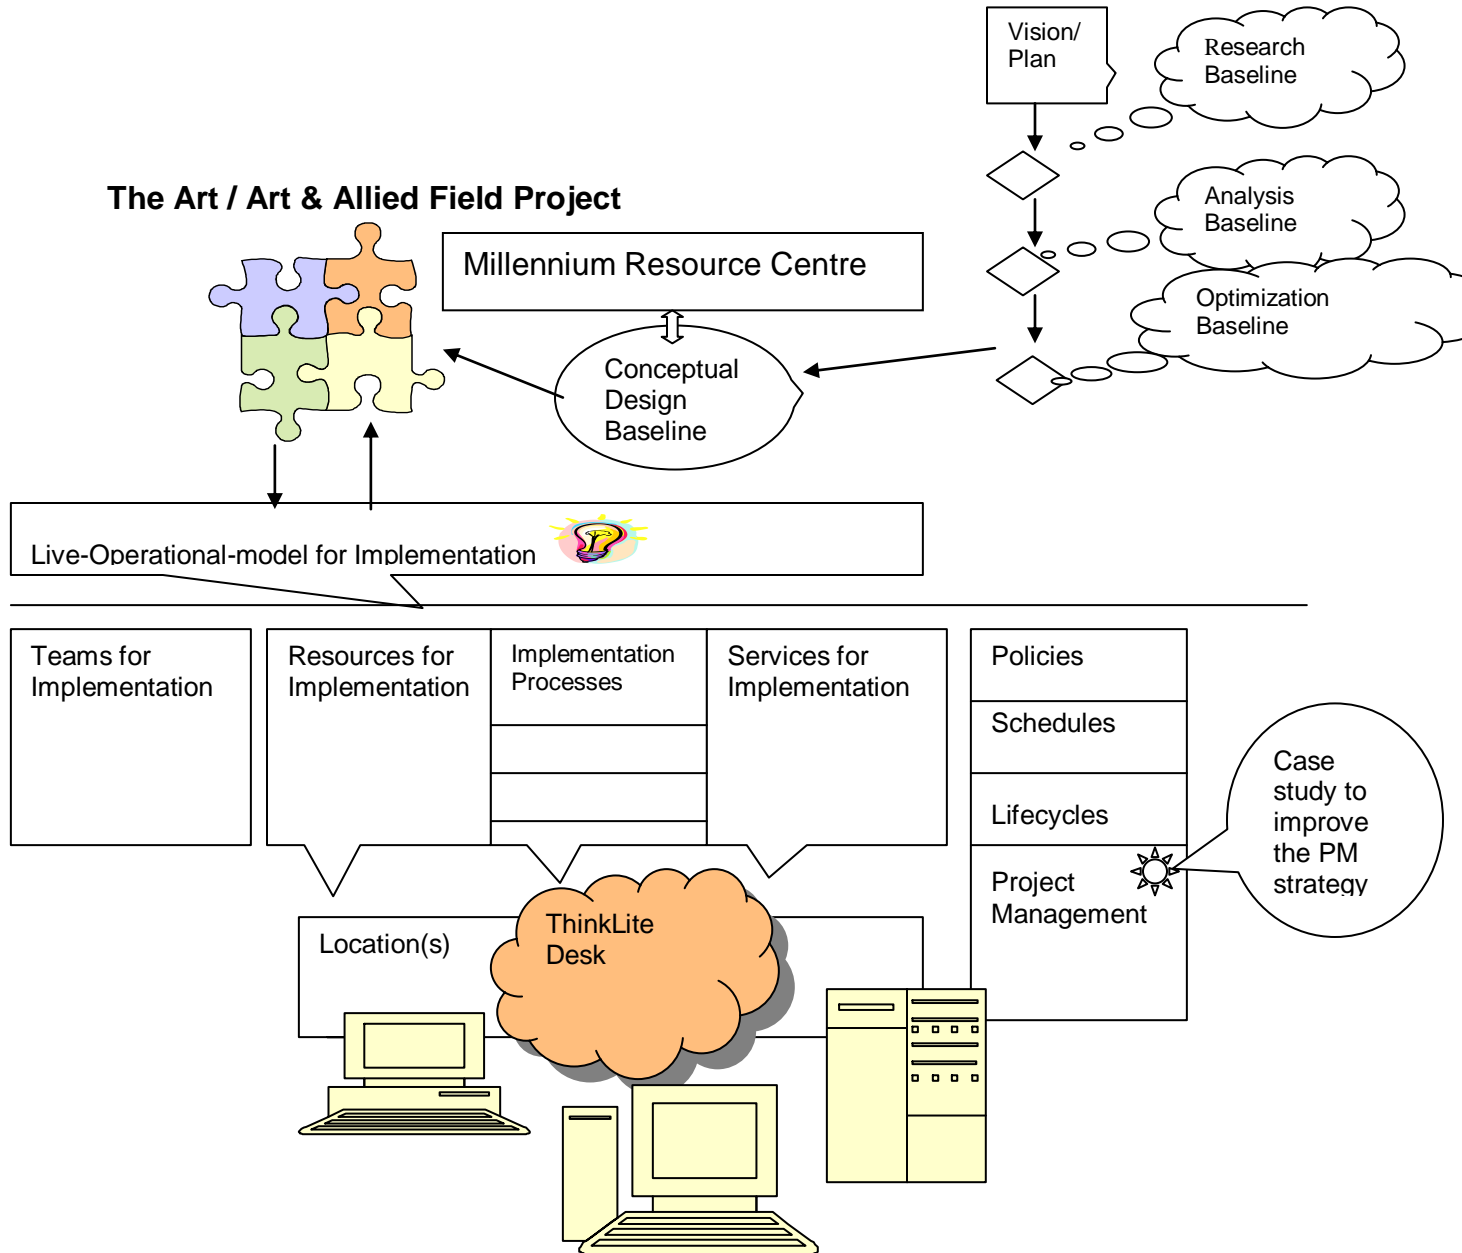 Vision/
Plan
Research
Baseline
The Art / Art & Allied Field Project
Analysis
Baseline
Millennium Resource Centre
Optimization
Baseline
Conceptual
Design
Baseline
Live-Operational-model for Implementation
Teams for
Implementation
Resources for
Implementation
Implementation
Processes
Services for
Implementation
Policies
Schedules
Lifecycles
Project
Management
Case
study to
improve
the PM
strategy
Location(s)
ThinkLite
Desk